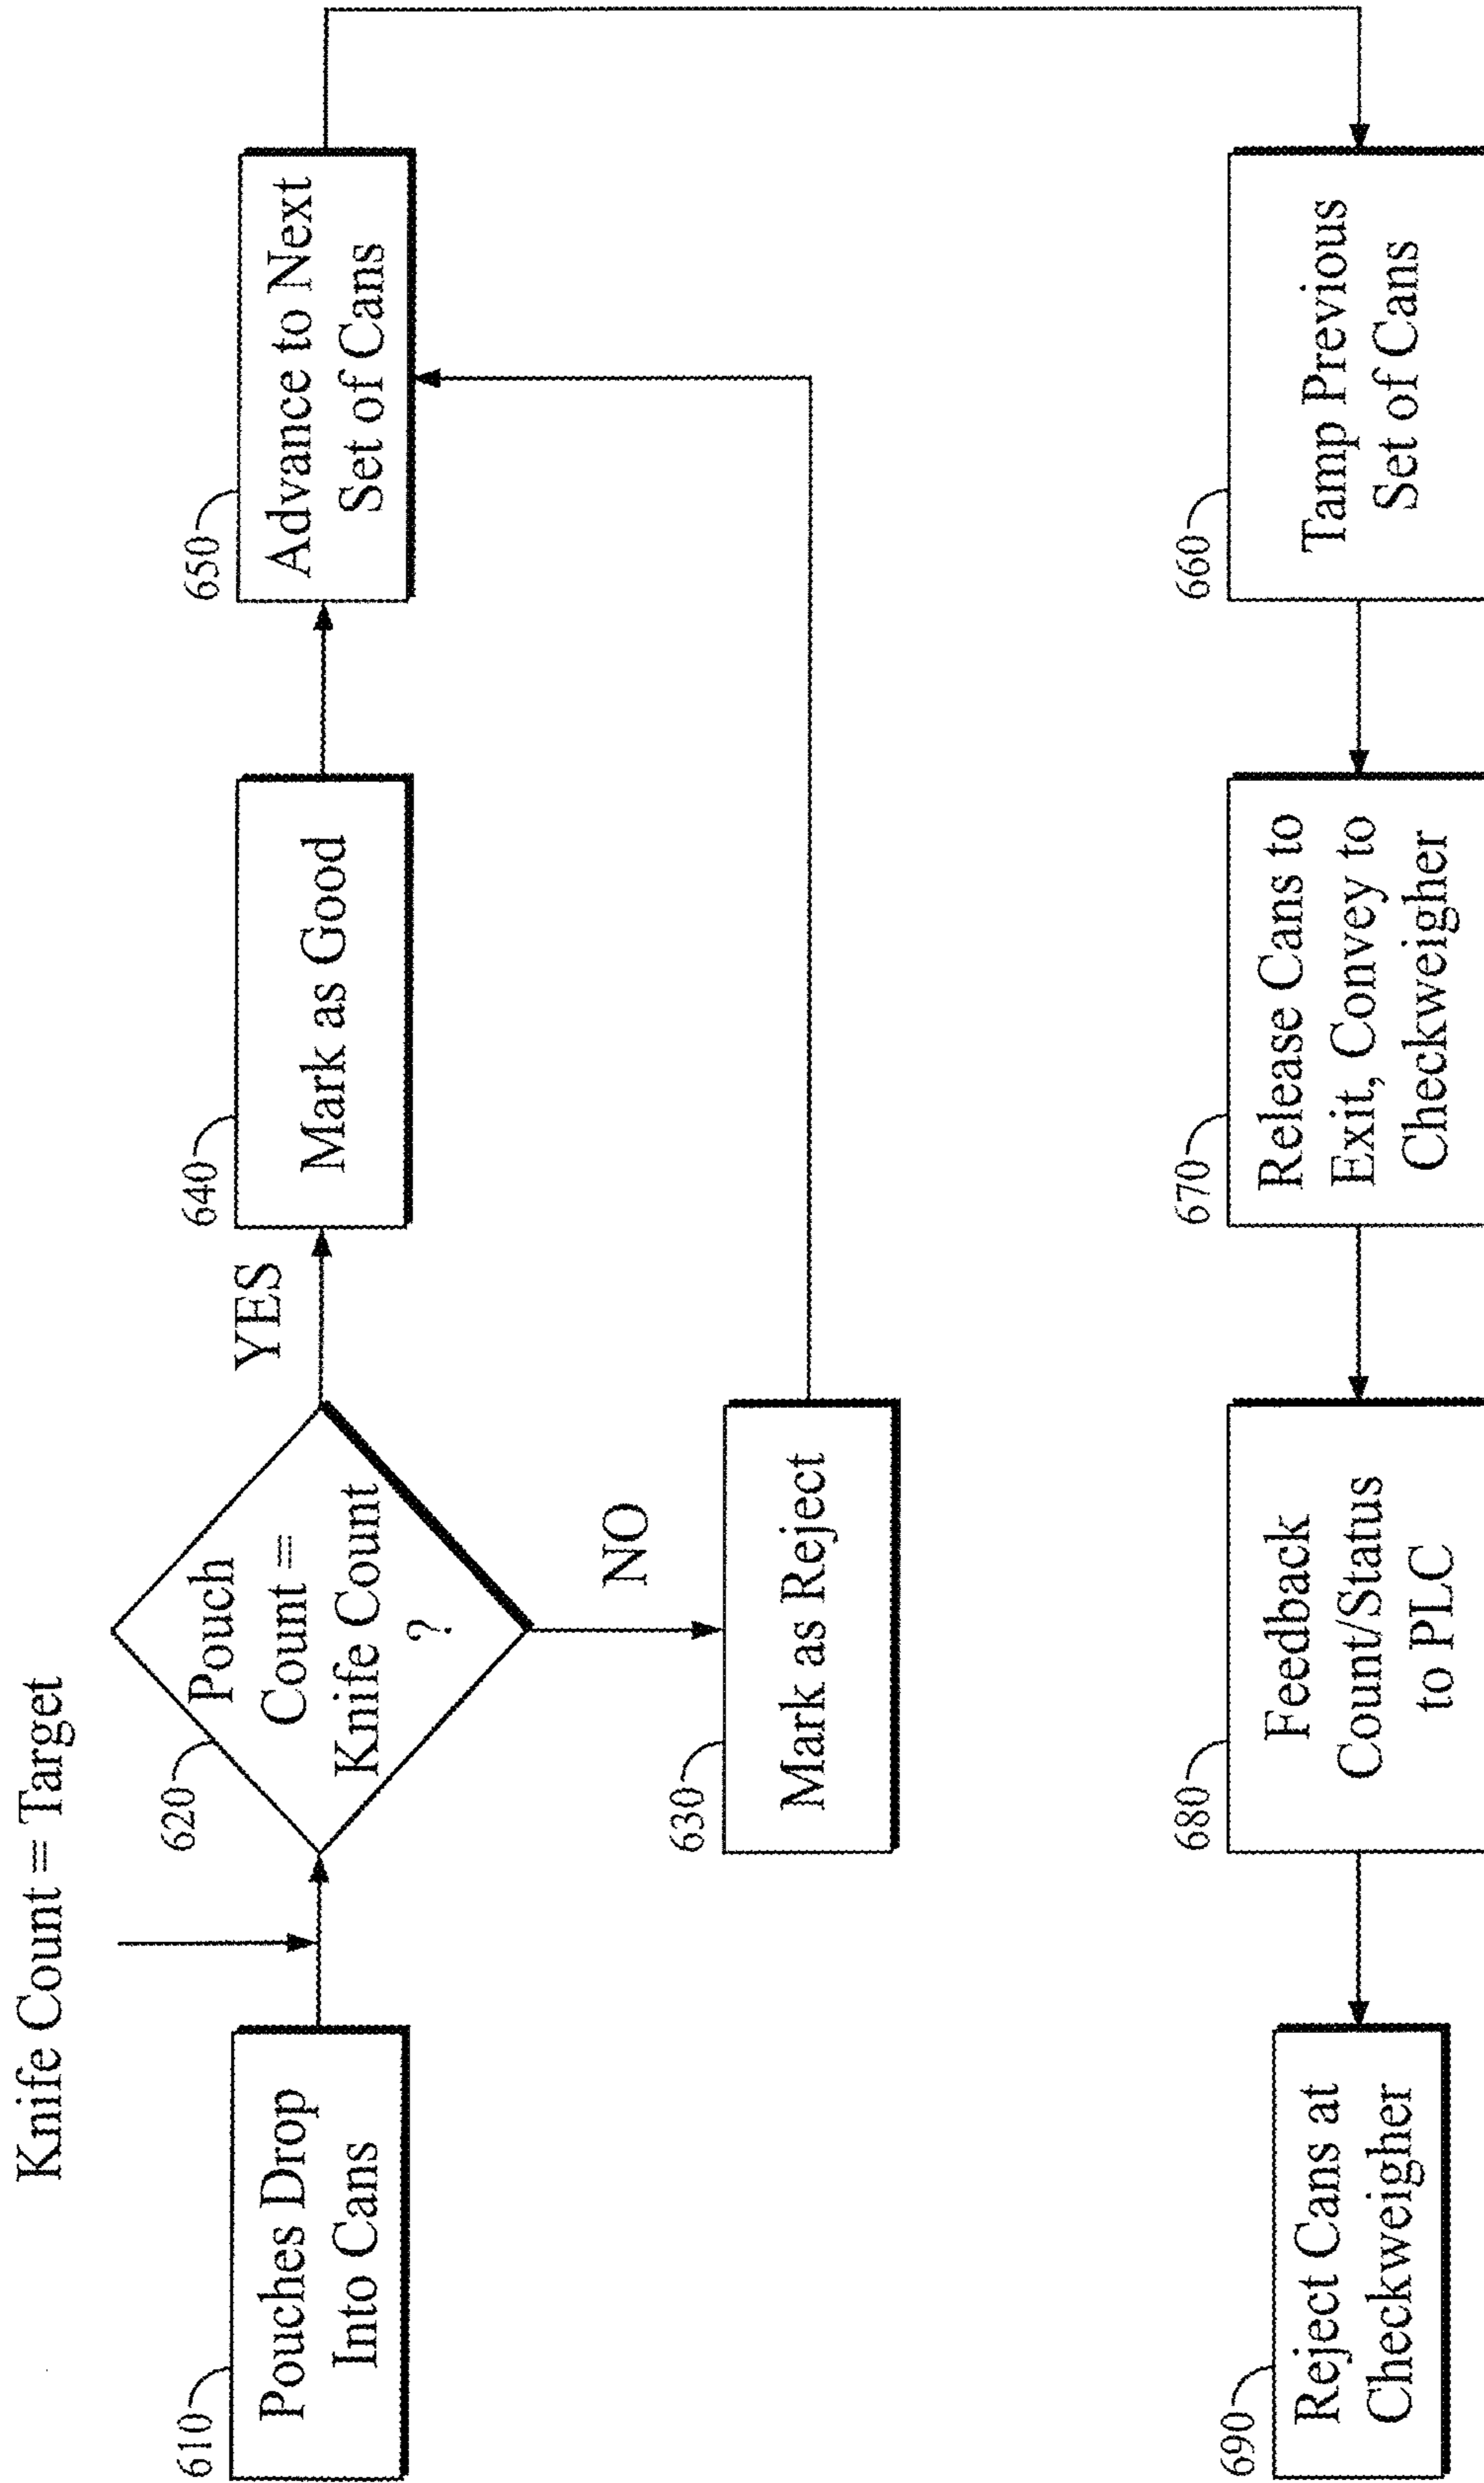 Knife Count = Target
610
Pouches Drop
Into Cans
620
Pouch
Count =
Knife Count
?
YES
NO
630
Mark as Reject
640
Mark as Good
650
Advance to Next
Set of Cans
660
Tamp Previous
Set of Cans
670
Release Cans to
Exit, Convey to
Checkweigher
680
Feedback
Count/Status
to PLC
690
Reject Cans at
Checkweigher